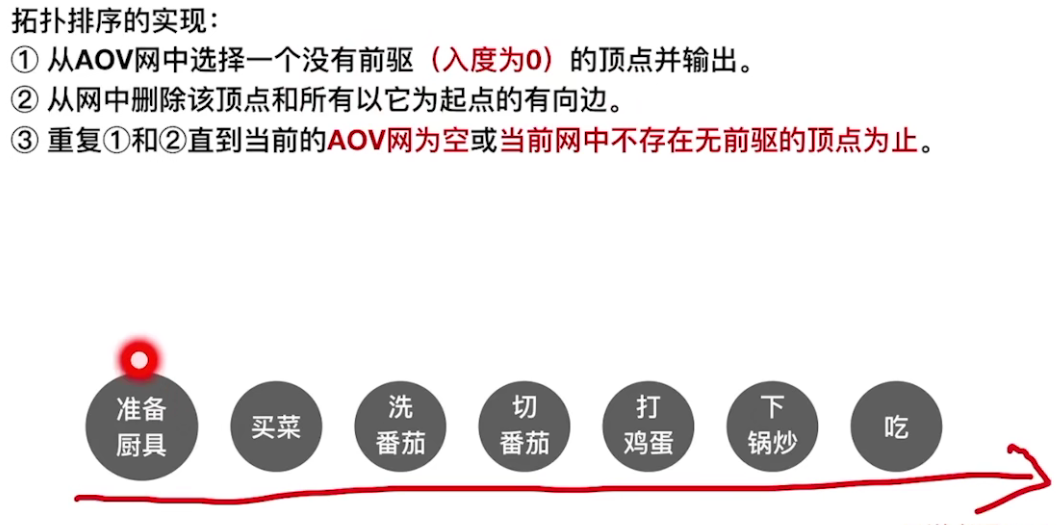 拓扑排序的实现：
① 从AOV网中选择一个没有前驱（入度为0）的顶点并输出。
② 从网中删除该顶点和所有以它为起点的有向边。
③ 重复①和②直到当前的AOV网为空或当前网中不存在无前驱的顶点为止。
准备
厨具
买菜
洗
番茄
切
番茄
打
鸡蛋
下
锅炒
吃